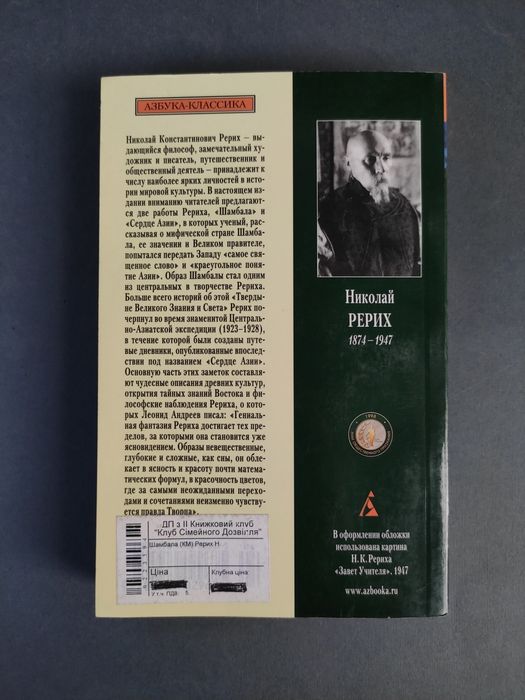 АЗБУКА-КЛАССИКА
Николай Константинович Рерих – вы-
дающийся философ, замечательный ху-
дожник и писатель, путешественник и
общественный деятель – принадлежит к
числу наиболее ярких личностей в исто-
рии мировой культуры. В настоящем из-
дании вниманию читателей предлагают-
ся две работы Рериха, «Шамбала» и
«Сердце Азии», в которых ученый, рас-
сказывая о мифической стране Шамба-
ла, ее значении и Великом правителе,
попытался передать Западу «самое свя-
щенное слово» и «краеугольное поня-
тие Азии». Образ Шамбалы стал одним
из центральных в творчестве Рериха.
Больше всего историй об этой «Тверды-
не Великого Знания и Света» Рерих по-
черпнул во время знаменитой Централь-
но-Азиатской экспедиции (1923–1928),
в течение которой были созданы путе-
вые дневники, опубликованные впослед-
ствии под названием «Сердце Азии».
Основную часть этих заметок составля-
ют чудесные описания древних культур,
открытия тайных знаний Востока и фи-
лософские наблюдения Рериха, о кото-
рых Леонид Андреев писал: «Гениаль-
ная фантазия Рериха достигает тех пре-
делов, за которыми она становится уже
ясновидением. Образы невещественные,
глубокие и сложные, как сны, он обле-
кает в ясность и красоту почти матема-
тических формул, в красочность цветов,
где за самыми неожиданными перехо-
дами и сочетаниями неизменно чувству-
ется правда Творца».
ДП з ІІ Книжковий клуб
"Клуб Сімейного Дозвілля"
Шамбала (КМ) Рерих Н
Ціна
Клубна ціна:
У т.ч. ПДВ:
Николай
РЕРИХ
1874–1947
1998
В оформлении обложки
использована картина
Н. К. Рериха
«Завет Учителя». 1947
www.azbooka.ru